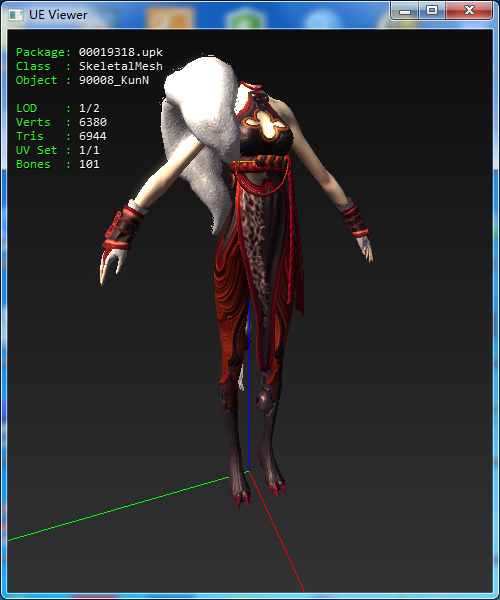 UE Viewer
Package: 00019318.upk
Class : SkeletalMesh
Object : 90008_KunN
LOD : 1/2
Verts : 6380
Tris : 6944
UV Set : 1/1
Bones : 101